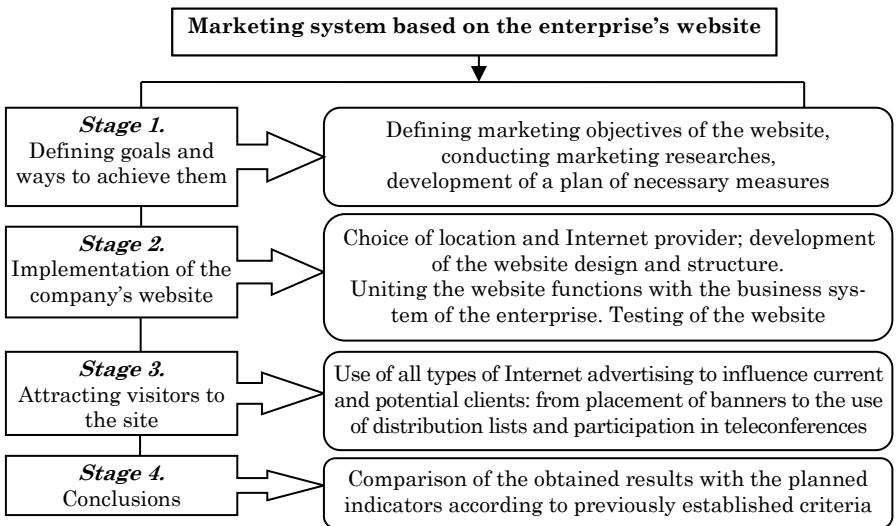 Marketing system based on the enterprise's website
Stage 1.
Defining goals and
ways to achieve them
Defining marketing objectives of the website,
conducting marketing researches,
development of a plan of necessary measures
Stage 2.
Implementation of the
company's website
Choice of location and Internet provider; development
of the website design and structure.
Uniting the website functions with the business sys-
tem of the enterprise. Testing of the website
Stage 3.
Attracting visitors to
the site
Use of all types of Internet advertising to influence current
and potential clients: from placement of banners to the use
of distribution lists and participation in teleconferences
Stage 4.
Conclusions
Comparison of the obtained results with the planned
indicators according to previously established criteria